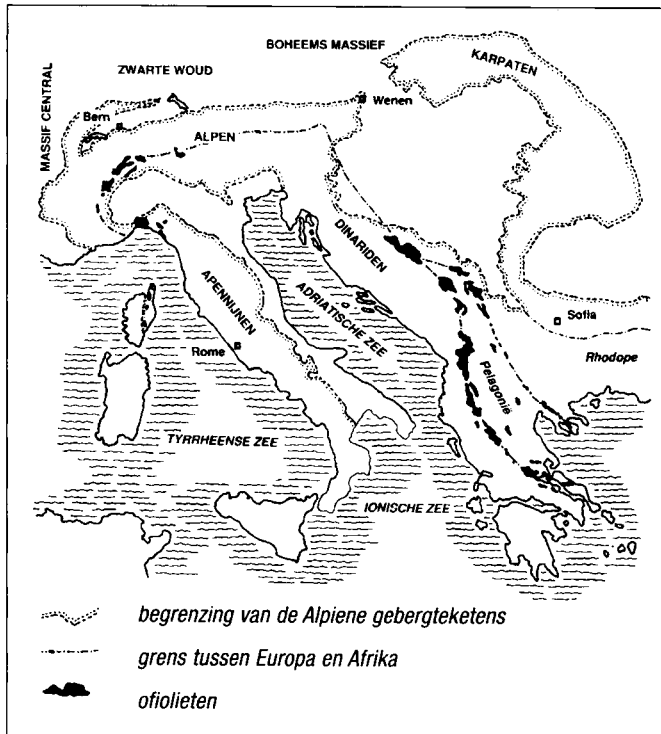 BOHEEMS MASSIEF
KARPATEN
ZWARTE WOUD
MASSIF CENTRAL
Wenen
Bern
ALPEN
DINARIDEN
APENNIJNEN
ADRIATISCHE ZEE
Sofia
Rome
Pelagonië
Rhodope
TYRRHEENSE ZEE
IONISCHE ZEE
begrenzing van de Alpiene gebergteketens
grens tussen Europa en Afrika
ofiolieten